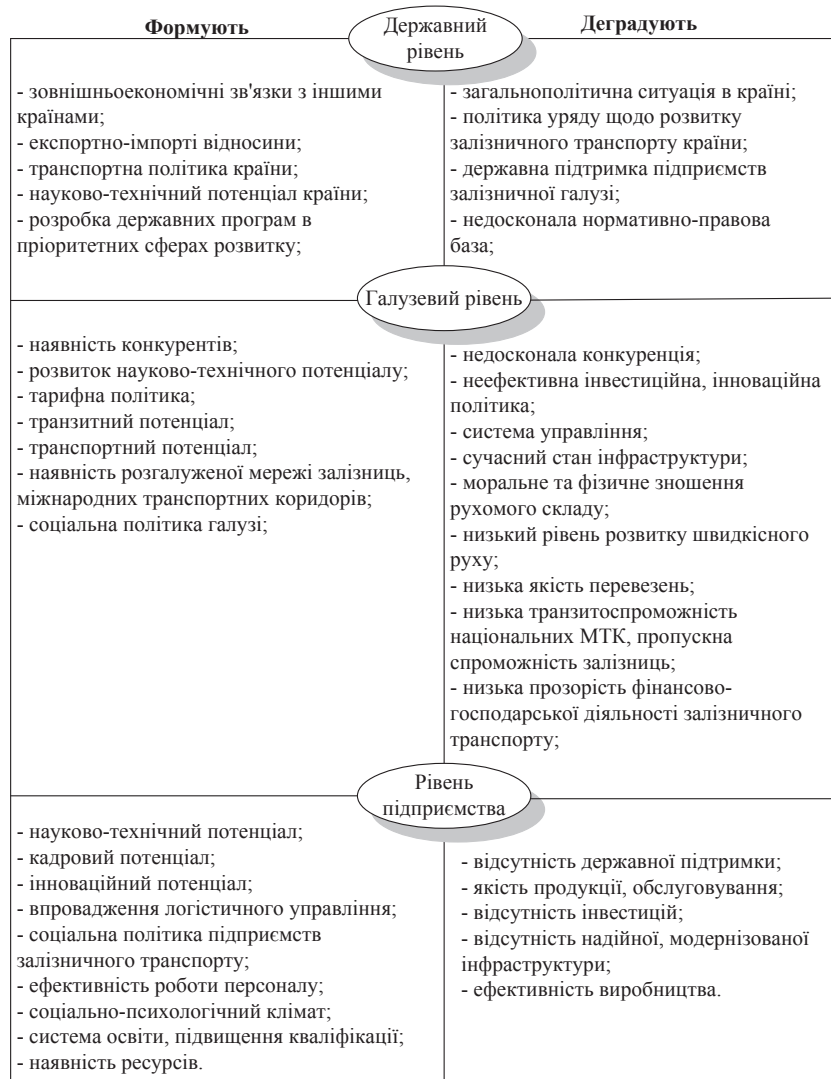 Формують
Державний
рівень
Деградують
- зовнішньоекономічні зв'язки з іншими
країнами;
- експортно-імпорті відносини;
- транспортна політика країни;
- науково-технічний потенціал країни;
- розробка державних програм в
пріоритетних сферах розвитку;
- загальнополітична ситуація в країні;
- політика уряду щодо розвитку
залізничного транспорту країни;
- державна підтримка підприємств
залізничної галузі;
- недосконала нормативно-правова
база;
Галузевий рівень
- наявність конкурентів;
- розвиток науково-технічного потенціалу;
- тарифна політика;
- транзитний потенціал;
- транспортний потенціал;
- наявність розгалуженої мережі залізниць,
міжнародних транспортних коридорів;
- соціальна політика галузі;
- недосконала конкуренція;
- неефективна інвестиційна, інноваційна
політика;
- система управління;
- сучасний стан інфраструктури;
- моральне та фізичне зношення
рухомого складу;
- низький рівень розвитку швидкісного
руху;
- низька якість перевезень;
- низька транзитоспроможність
національних МТК, пропускна
спроможність залізниць;
- низька прозорість фінансово-
господарської діяльності залізничного
транспорту;
Рівень
підприємства
- науково-технічний потенціал;
- кадровий потенціал;
- інноваційний потенціал;
- впровадження логістичного управління;
- соціальна політика підприємств
залізничного транспорту;
- ефективність роботи персоналу;
- соціально-психологічний клімат;
- система освіти, підвищення кваліфікації;
- наявність ресурсів.
- відсутність державної підтримки;
- якість продукції, обслуговування;
- відсутність інвестицій;
- відсутність надійної, модернізованої
інфраструктури;
- ефективність виробництва.